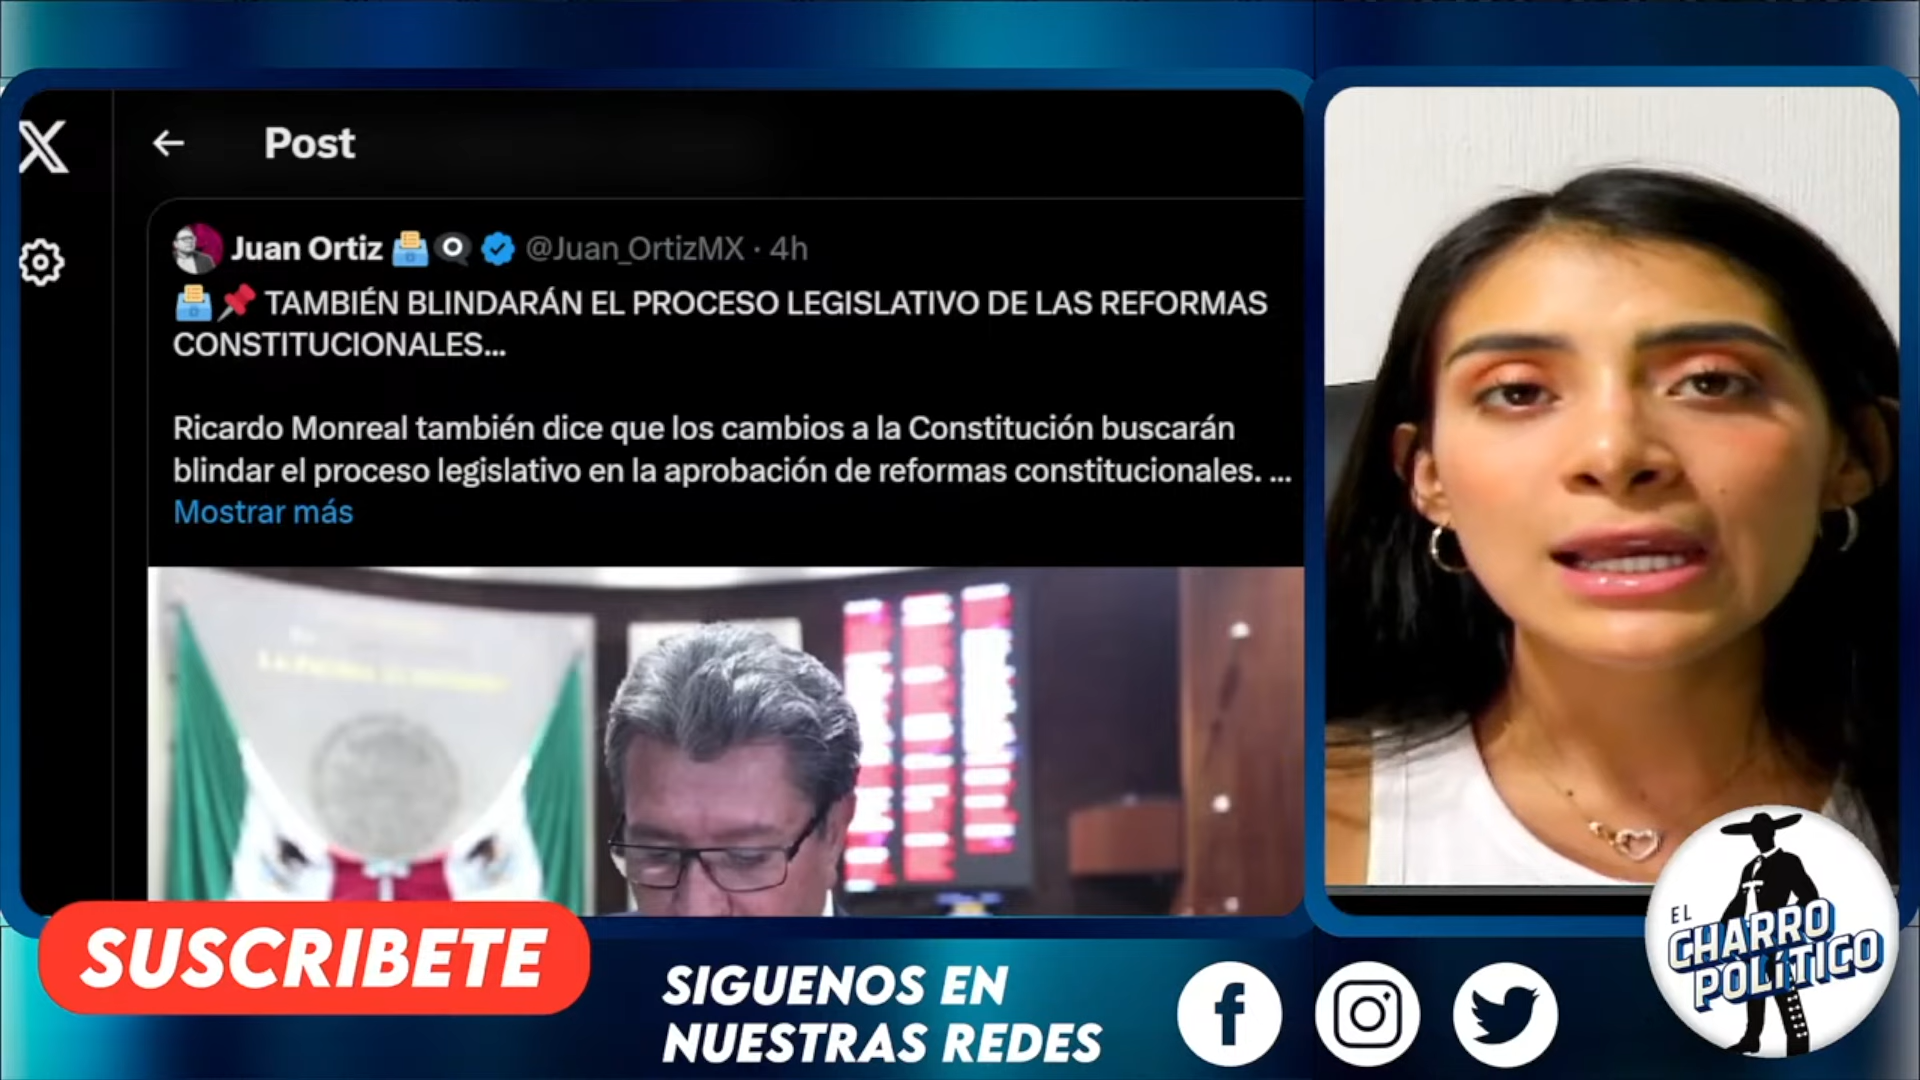 Post
Juan Ortiz @Juan_OrtizMX · 4h
TAMBIÉN BLINDARÁN EL PROCESO LEGISLATIVO DE LAS REFORMAS
CONSTITUCIONALES...
Ricardo Monreal también dice que los cambios a la Constitución buscarán
blindar el proceso legislativo en la aprobación de reformas constitucionales. ...
Mostrar más
SUSCRIBETE
SIGUENOS EN
NUESTRAS REDES
EL
CHARRO
POLÍTICO